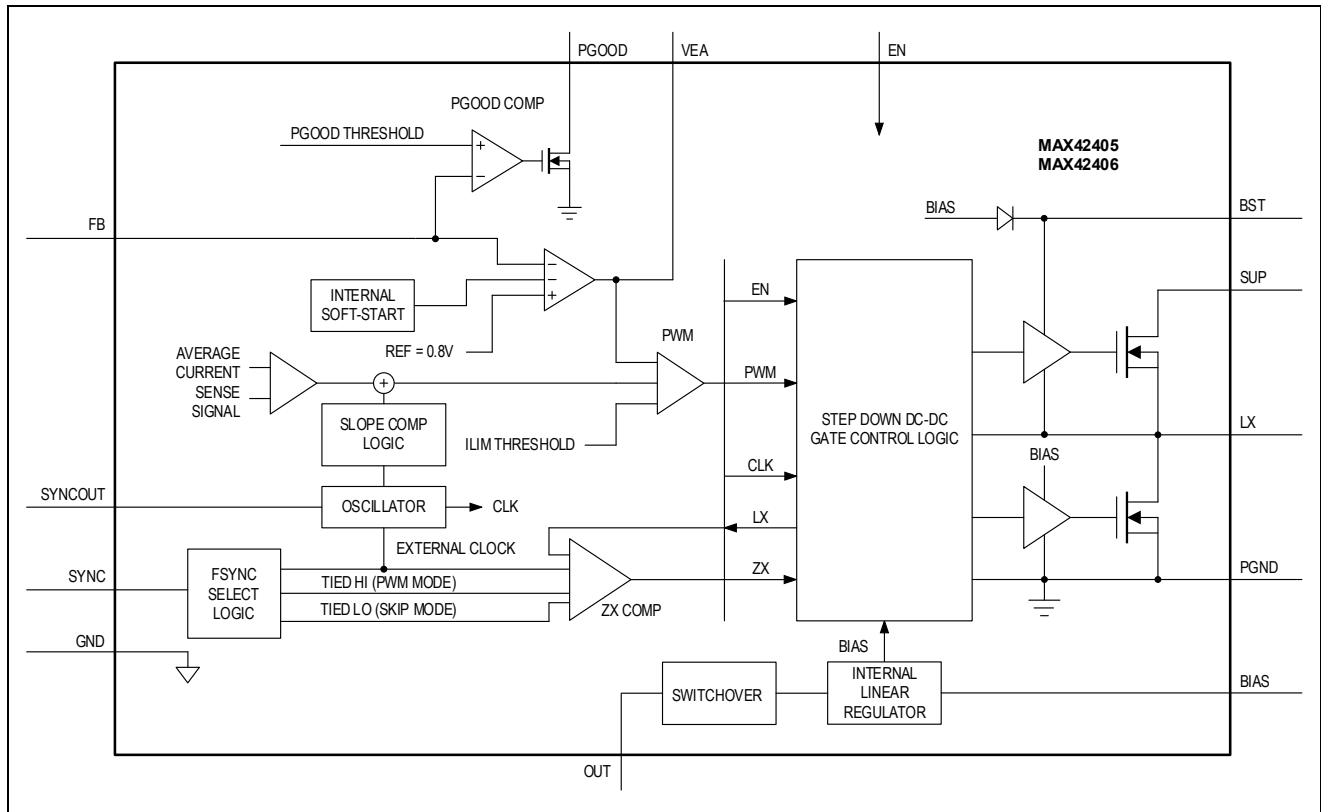 PGOOD
VEA
EN
PGOOD COMP
PGOOD THRESHOLD
+
−
MAX42405
MAX42406
BIAS
BST
FB
−
−
+
INTERNAL
SOFT-START
REF = 0.8V
EN
SUP
PWM
AVERAGE
CURRENT
SENSE
SIGNAL
+
PWM
SLOPE COMP
LOGIC
ILIM THRESHOLD
STEP DOWN DC-DC
GATE CONTROL LOGIC
LX
BIAS
CLK
SYNCOUT
OSCILLATOR
CLK
LX
EXTERNAL CLOCK
SYNC
FSYNC
SELECT
LOGIC
TIED HI (PWM MODE)
TIED LO (SKIP MODE)
ZX COMP
ZX
PGND
GND
BIAS
SWITCHOVER
INTERNAL
LINEAR
REGULATOR
BIAS
OUT